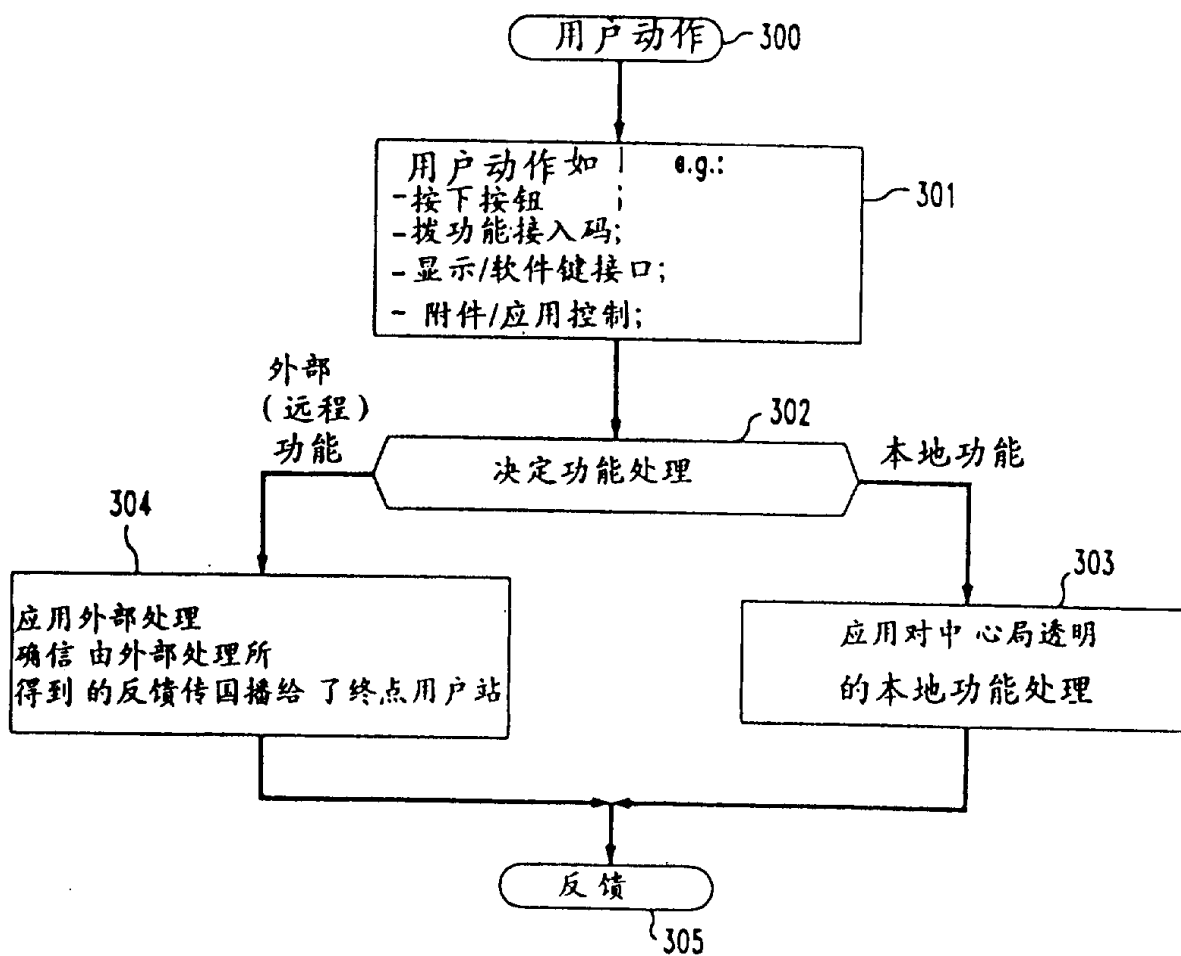 用户动作
300
用户动作如 e.g.:
-按下按钮 ;
-拨功能接入码;
-显示/软件键接口;
- 附件/应用控制;
301
外部
(远程)
功能
302
决定功能处理
本地功能
304
应用外部处理
确信由外部处理所
得到的反馈传回播给了终点用户站
303
应用对中心局透明
的本地功能处理
反馈
305